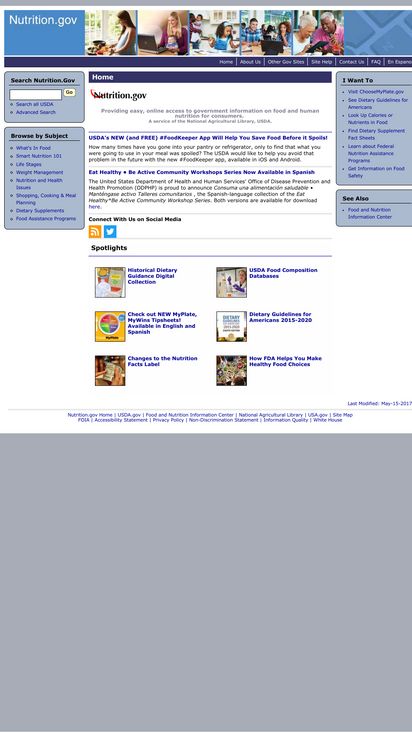 Nutrition.gov
Home | About Us | Other Gov Sites | Site Help | Contact Us | FAQ | En Espano
Search Nutrition.Gov
Go
Search all USDA
Advanced Search
Browse by Subject
What's In Food
Smart Nutrition 101
Life Stages
Weight Management
Nutrition and Health
Issues
Shopping, Cooking & Meal
Planning
Dietary Supplements
Food Assistance Programs
Home
Nutrition.gov
Providing easy, online access to government information on food and human
nutrition for consumers.
A service of the National Agricultural Library, USDA.
USDA's NEW (and FREE) #FoodKeeper App Will Help You Save Food Before it Spoils!
How many times have you gone into your pantry or refrigerator, only to find that what you
were going to use in your meal was spoiled? The USDA would like to help you avoid that
problem in the future with the new #FoodKeeper app, available in iOS and Android.
Eat Healthy • Be Active Community Workshops Series Now Available in Spanish
The United States Department of Health and Human Services' Office of Disease Prevention and
Health Promotion (ODPHP) is proud to announce Consuma una alimentación saludable •
Manténgase activo Talleres comunitarios , the Spanish-language collection of the Eat
Healthy*Be Active Community Workshop Series. Both versions are available for download
here.
Connect With Us on Social Media
Spotlights
Historical Dietary
Guidance Digital
Collection
USDA Food Composition
Databases
Check out NEW MyPlate,
MyWins Tipsheets!
Available in English and
Spanish
MyPlate
Dietary Guidelines for
Americans 2015-2020
Changes to the Nutrition
Facts Label
How FDA Helps You Make
Healthy Food Choices
I Want To
Visit ChooseMyPlate.gov
See Dietary Guidelines for
Americans
Look Up Calories or
Nutrients in Food
Find Dietary Supplement
Fact Sheets
Learn about Federal
Nutrition Assistance
Programs
Get Information on Food
Safety
See Also
Food and Nutrition
Information Center
Last Modified: May-15-2017
Nutrition.gov Home | USDA.gov | Food and Nutrition Information Center | National Agricultural Library | USA.gov | Site Map
FOIA | Accessibility Statement | Privacy Policy | Non-Discrimination Statement | Information Quality | White House